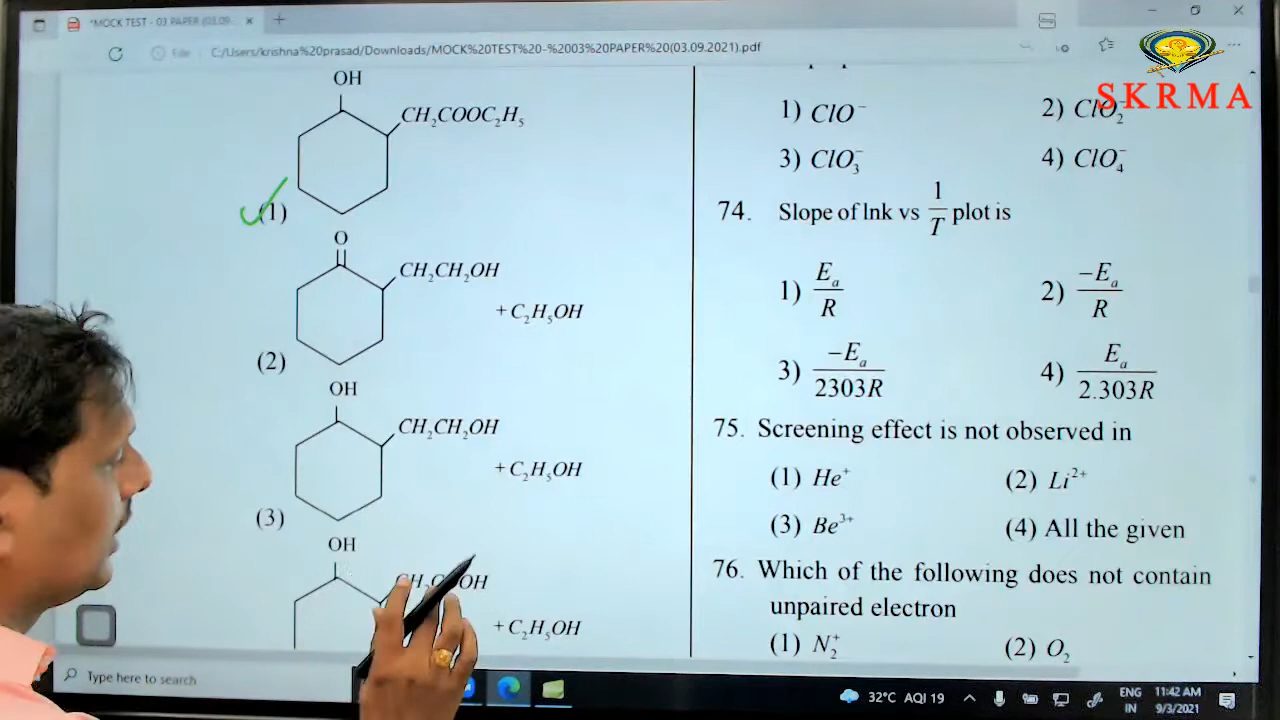 *MOCK TEST - 03 PAPER (03.09...
File
C:/Users/krishna%20prasad/Downloads/MOCK%20TEST%20-%2003%20PAPER%20(03.09.2021).pdf
SKRMA
OH
CH₂COOC₂H₅
(1)
O
CH₂CH₂OH
+ C₂H₅OH
(2)
OH
CH₂CH₂OH
+ C₂H₅OH
(3)
OH
OH
+ C₂H₅OH
1) ClO⁻
2) ClO₂⁻
3) ClO₃⁻
4) ClO₄⁻
74. Slope of lnk vs 1/T plot is
1) Eₐ/R
2) -Eₐ/R
3) -Eₐ/2303R
4) Eₐ/2.303R
75. Screening effect is not observed in
(1) He⁺
(2) Li²⁺
(3) Be³⁺
(4) All the given
76. Which of the following does not contain
unpaired electron
(1) N₂⁺
(2) O₂
Type here to search
32°C AQI 19
ENG
IN
11:42 AM
9/3/2021